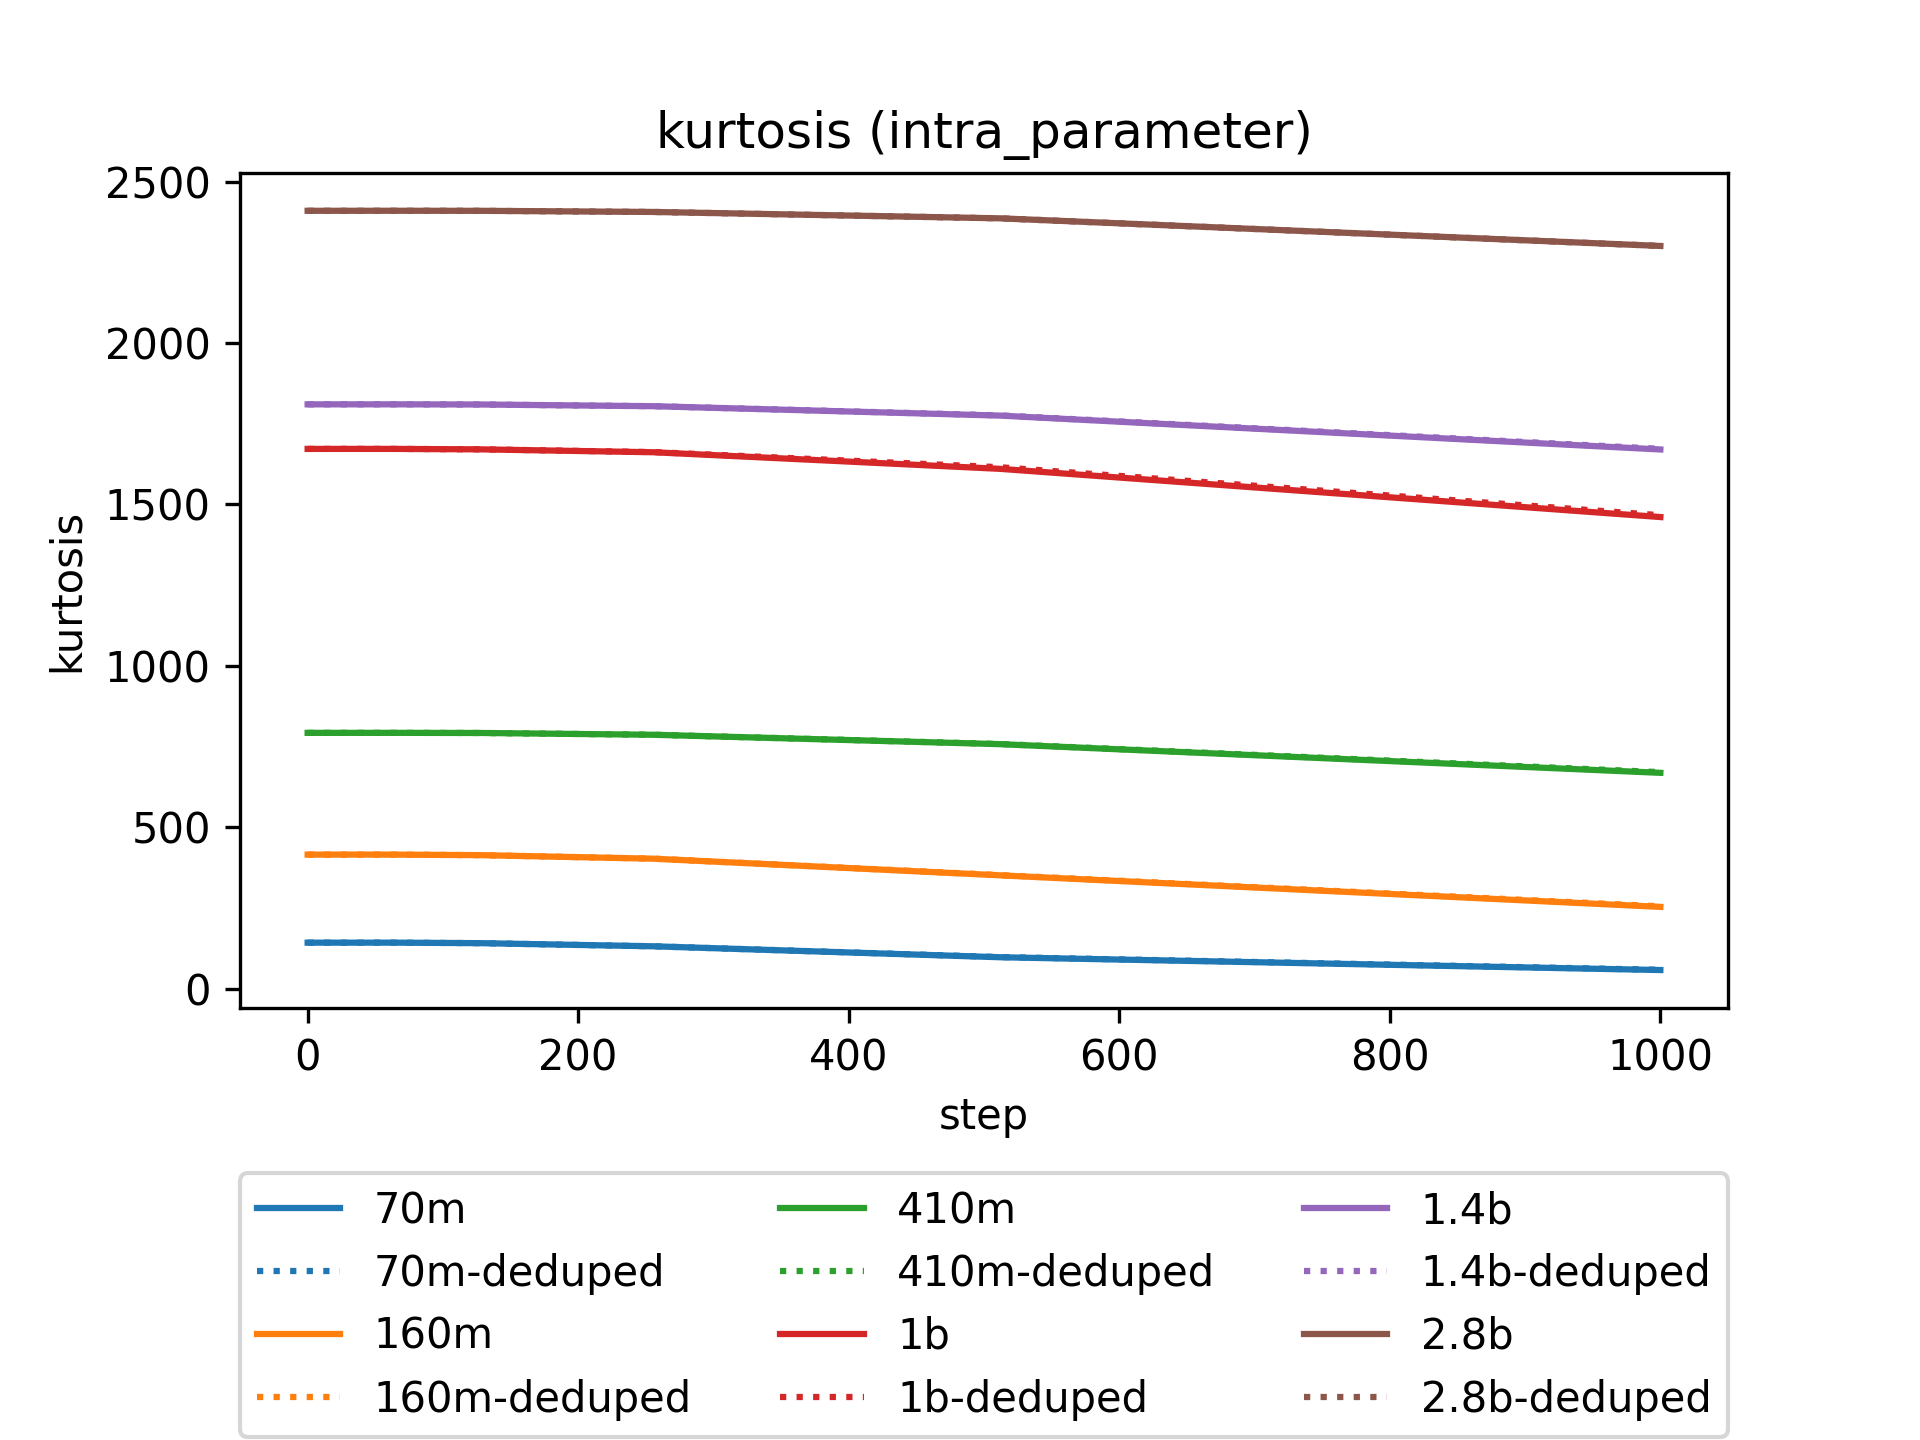 kurtosis (intra_parameter)
2500
2000
1500
1000
500
0
kurtosis
0 200 400 600 800 1000
step
70m 410m 1.4b
70m-deduped 410m-deduped 1.4b-deduped
160m 1b 2.8b
160m-deduped 1b-deduped 2.8b-deduped